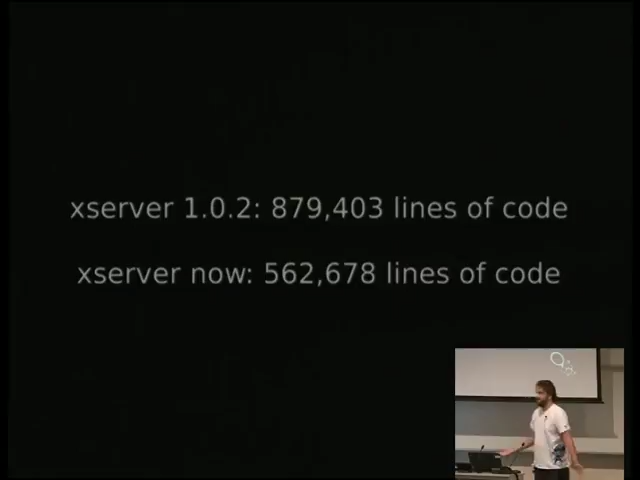 xserver 1.0.2: 879,403 lines of code
xserver now: 562,678 lines of code